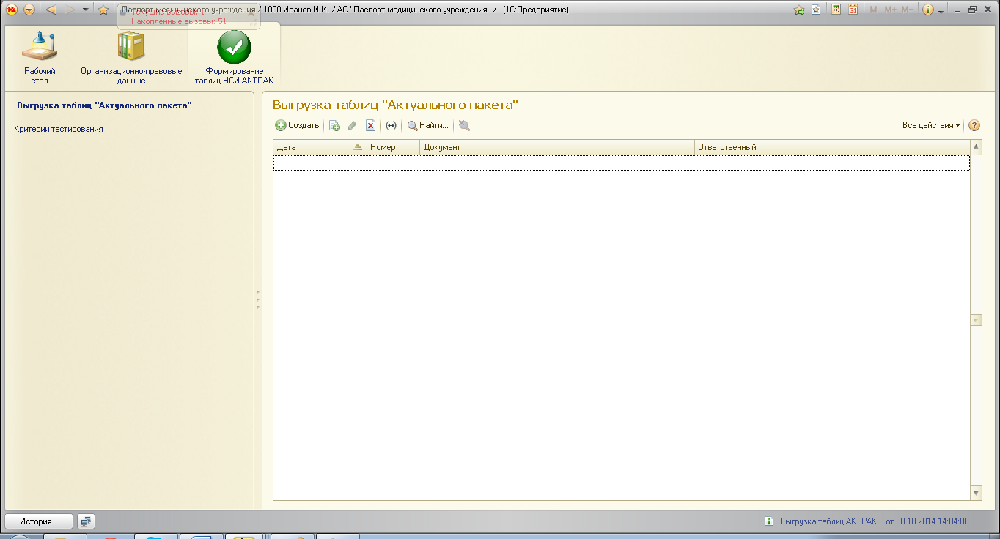 Паспорт медицинского учреждения / 1000 Иванов И.И. / АС "Паспорт медицинского учреждения" / (1С:Предприятие)
Текущие вызовы: 1
Накопленные вызовы: 51
M M+ M-
31
Рабочий
стол
Организационно-правовые
данные
Формирование
таблиц НСИ АКТПАК
Выгрузка таблиц "Актуального пакета"
Критерии тестирования
Выгрузка таблиц "Актуального пакета"
Создать
Найти...
Все действия
Дата
Номер
Документ
Ответственный
История...
Выгрузка таблиц АКТРАК 8 от 30.10.2014 14:04:00